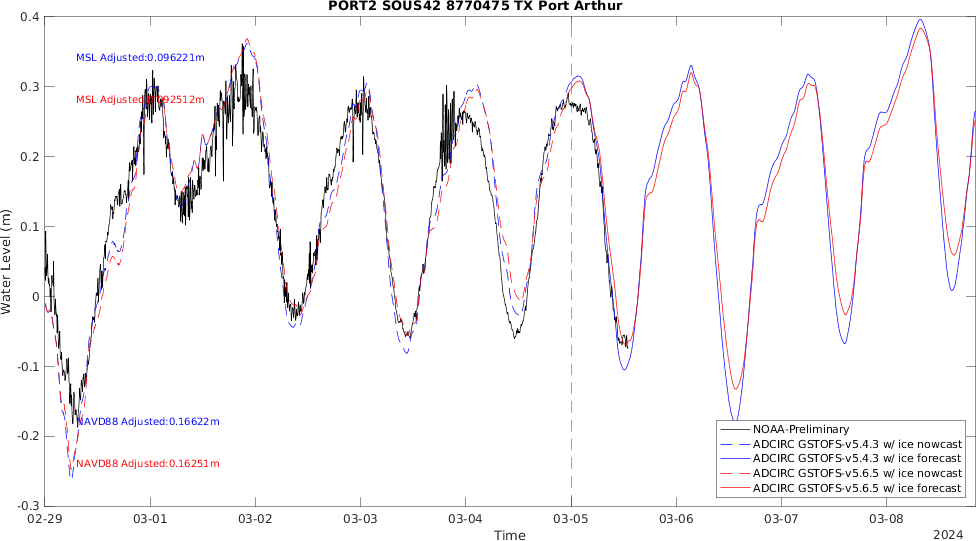 PORT2 SOUS42 8770475 TX Port Arthur
0.4
0.3
0.2
0.1
0
-0.1
-0.2
-0.3
Water Level (m)
MSL Adjusted:0.096221m
MSL Adjusted:0.092512m
NAVD88 Adjusted:0.16622m
NAVD88 Adjusted:0.16251m
NOAA-Preliminary
ADCIRC GSTOFS-v5.4.3 w/ ice nowcast
ADCIRC GSTOFS-v5.4.3 w/ ice forecast
ADCIRC GSTOFS-v5.6.5 w/ ice nowcast
ADCIRC GSTOFS-v5.6.5 w/ ice forecast
02-29 03-01 03-02 03-03 03-04 03-05 03-06 03-07 03-08
Time
2024